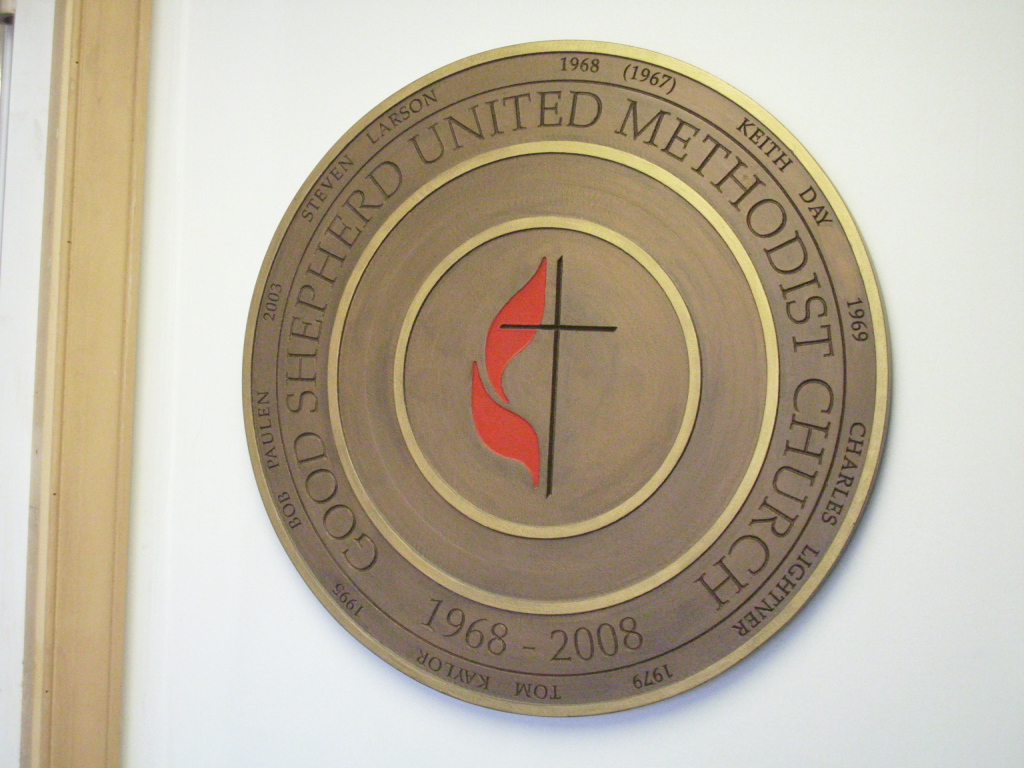 1968 (1967) KEITH DAY 1969 CHARLES LIGHTNER 1979 TOM KAYLOR 1995 BOB PAULEN 2003 STEVEN LARSON
GOOD SHEPHERD UNITED METHODIST CHURCH
1968 - 2008